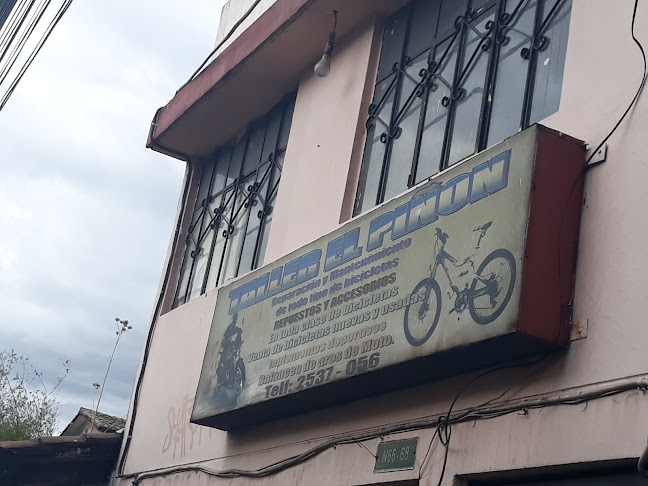 TALLER EL PIÑON
Reparación y Mantenimiento
de todo tipo de bicicletas
REPUESTOS Y ACCESORIOS
En toda clase de bicicletas
Venta de bicicletas nuevas y usadas
Implementos deportivos
Balanceo de aros de Moto.
Telf: 2537 - 056
N66-68